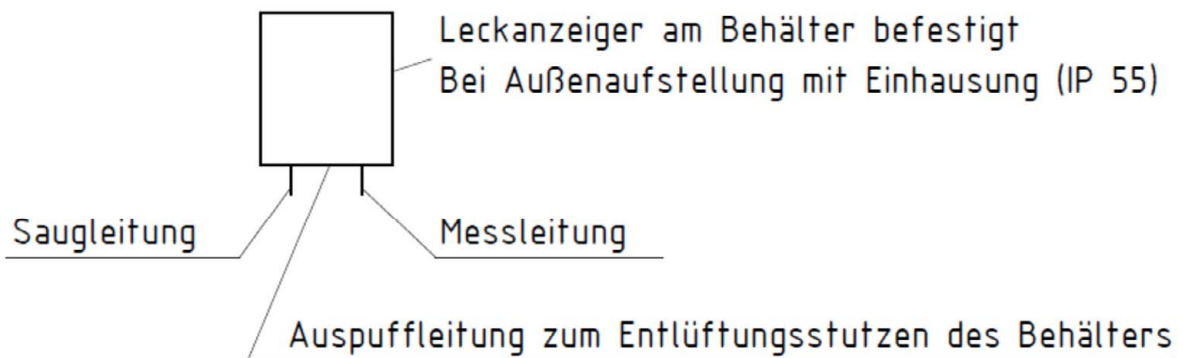 Leckanzeiger am Behälter befestigt
Bei Außenaufstellung mit Einhausung (IP 55)
Saugleitung
Messleitung
Auspuffleitung zum Entlüftungsstutzen des Behälters